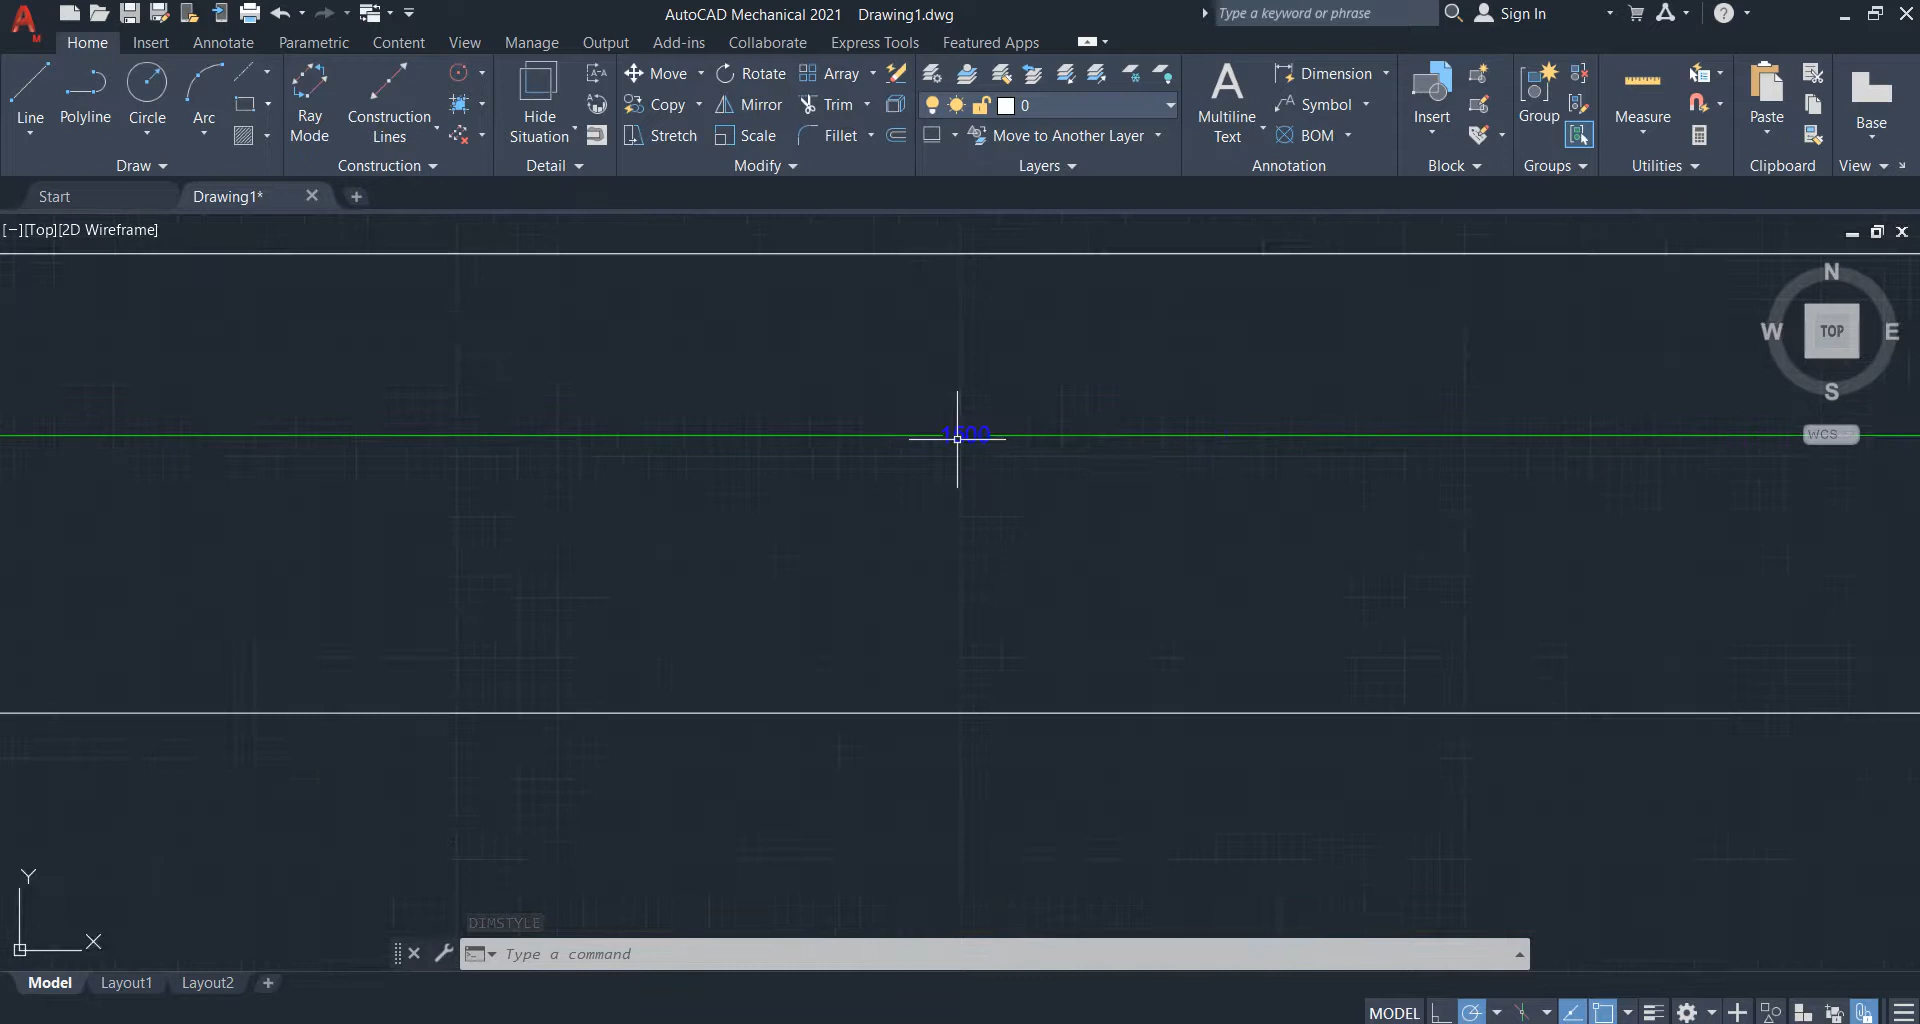 AutoCAD Mechanical 2021 Drawing1.dwg
Type a keyword or phrase
Sign In
Home Insert Annotate Parametric Content View Manage Output Add-ins Collaborate Express Tools Featured Apps
Line Polyline Circle Arc
Draw
Ray Mode
Construction Lines
Construction
Hide Situation
Detail
Move Rotate Array
Copy Mirror Trim
Stretch Scale Fillet
Modify
0
Move to Another Layer
Layers
Multiline Text
Dimension
Symbol
BOM
Annotation
Insert
Block
Group
Groups
Measure
Utilities
Paste
Clipboard
Base
View
Start Drawing1*
[−][Top][2D Wireframe]
N
W TOP E
S
1500
WCS
Y
X
DIMSTYLE
Type a command
Model Layout1 Layout2
MODEL